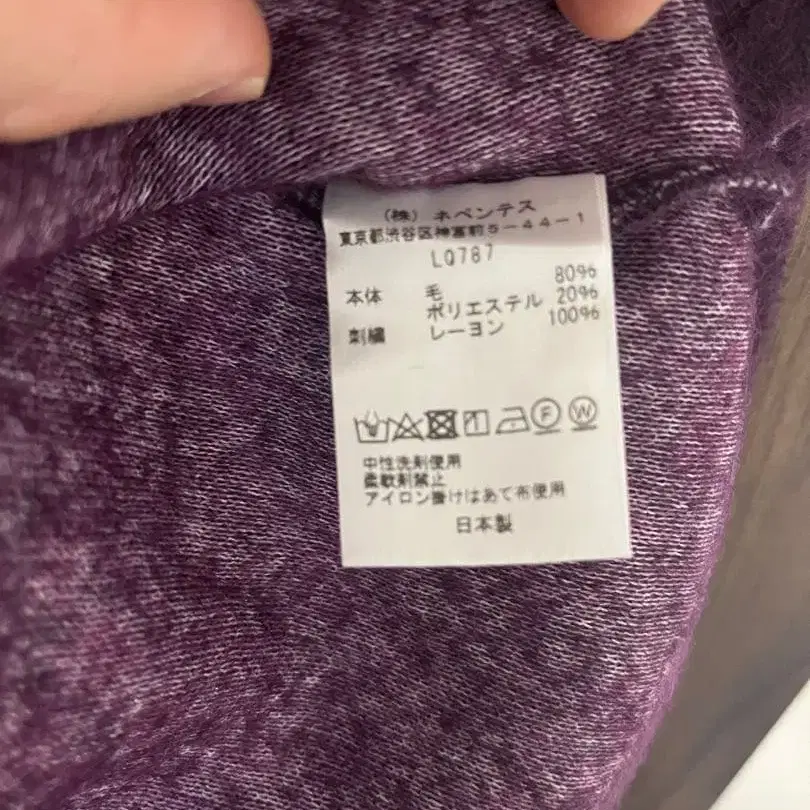 (株) ネペンテス
東京都渋谷区神宮前5-44-1
LQ787
本体 毛 80%
ポリエステル 20%
刺繍 レーヨン 100%
F W
中性洗剤使用
柔軟剤禁止
アイロン掛けはあて布使用
日本製